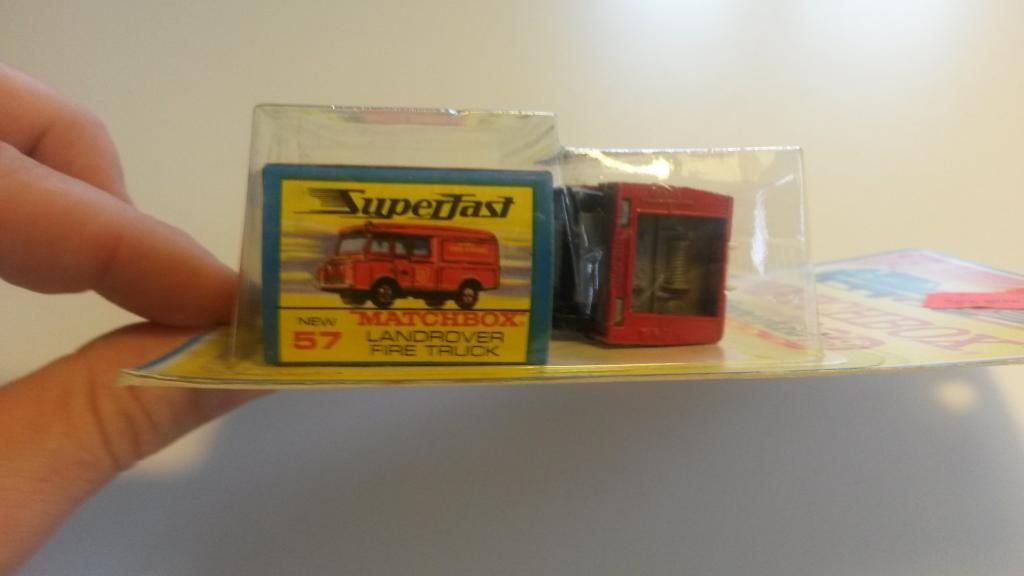 SuperFast
MATCHBOX
NEW
57
LANDROVER
FIRE TRUCK